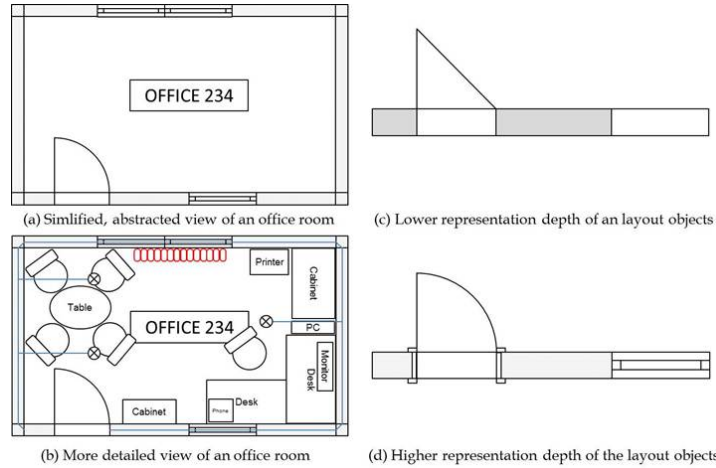 OFFICE 234
(a) Simlified, abstracted view of an office room
(c) Lower representation depth of an layout objects
Printer
Cabinet
Table
OFFICE 234
PC
Monitor
Desk
Desk
Phone
Cabinet
(b) More detailed view of an office room
(d) Higher representation depth of the layout objects